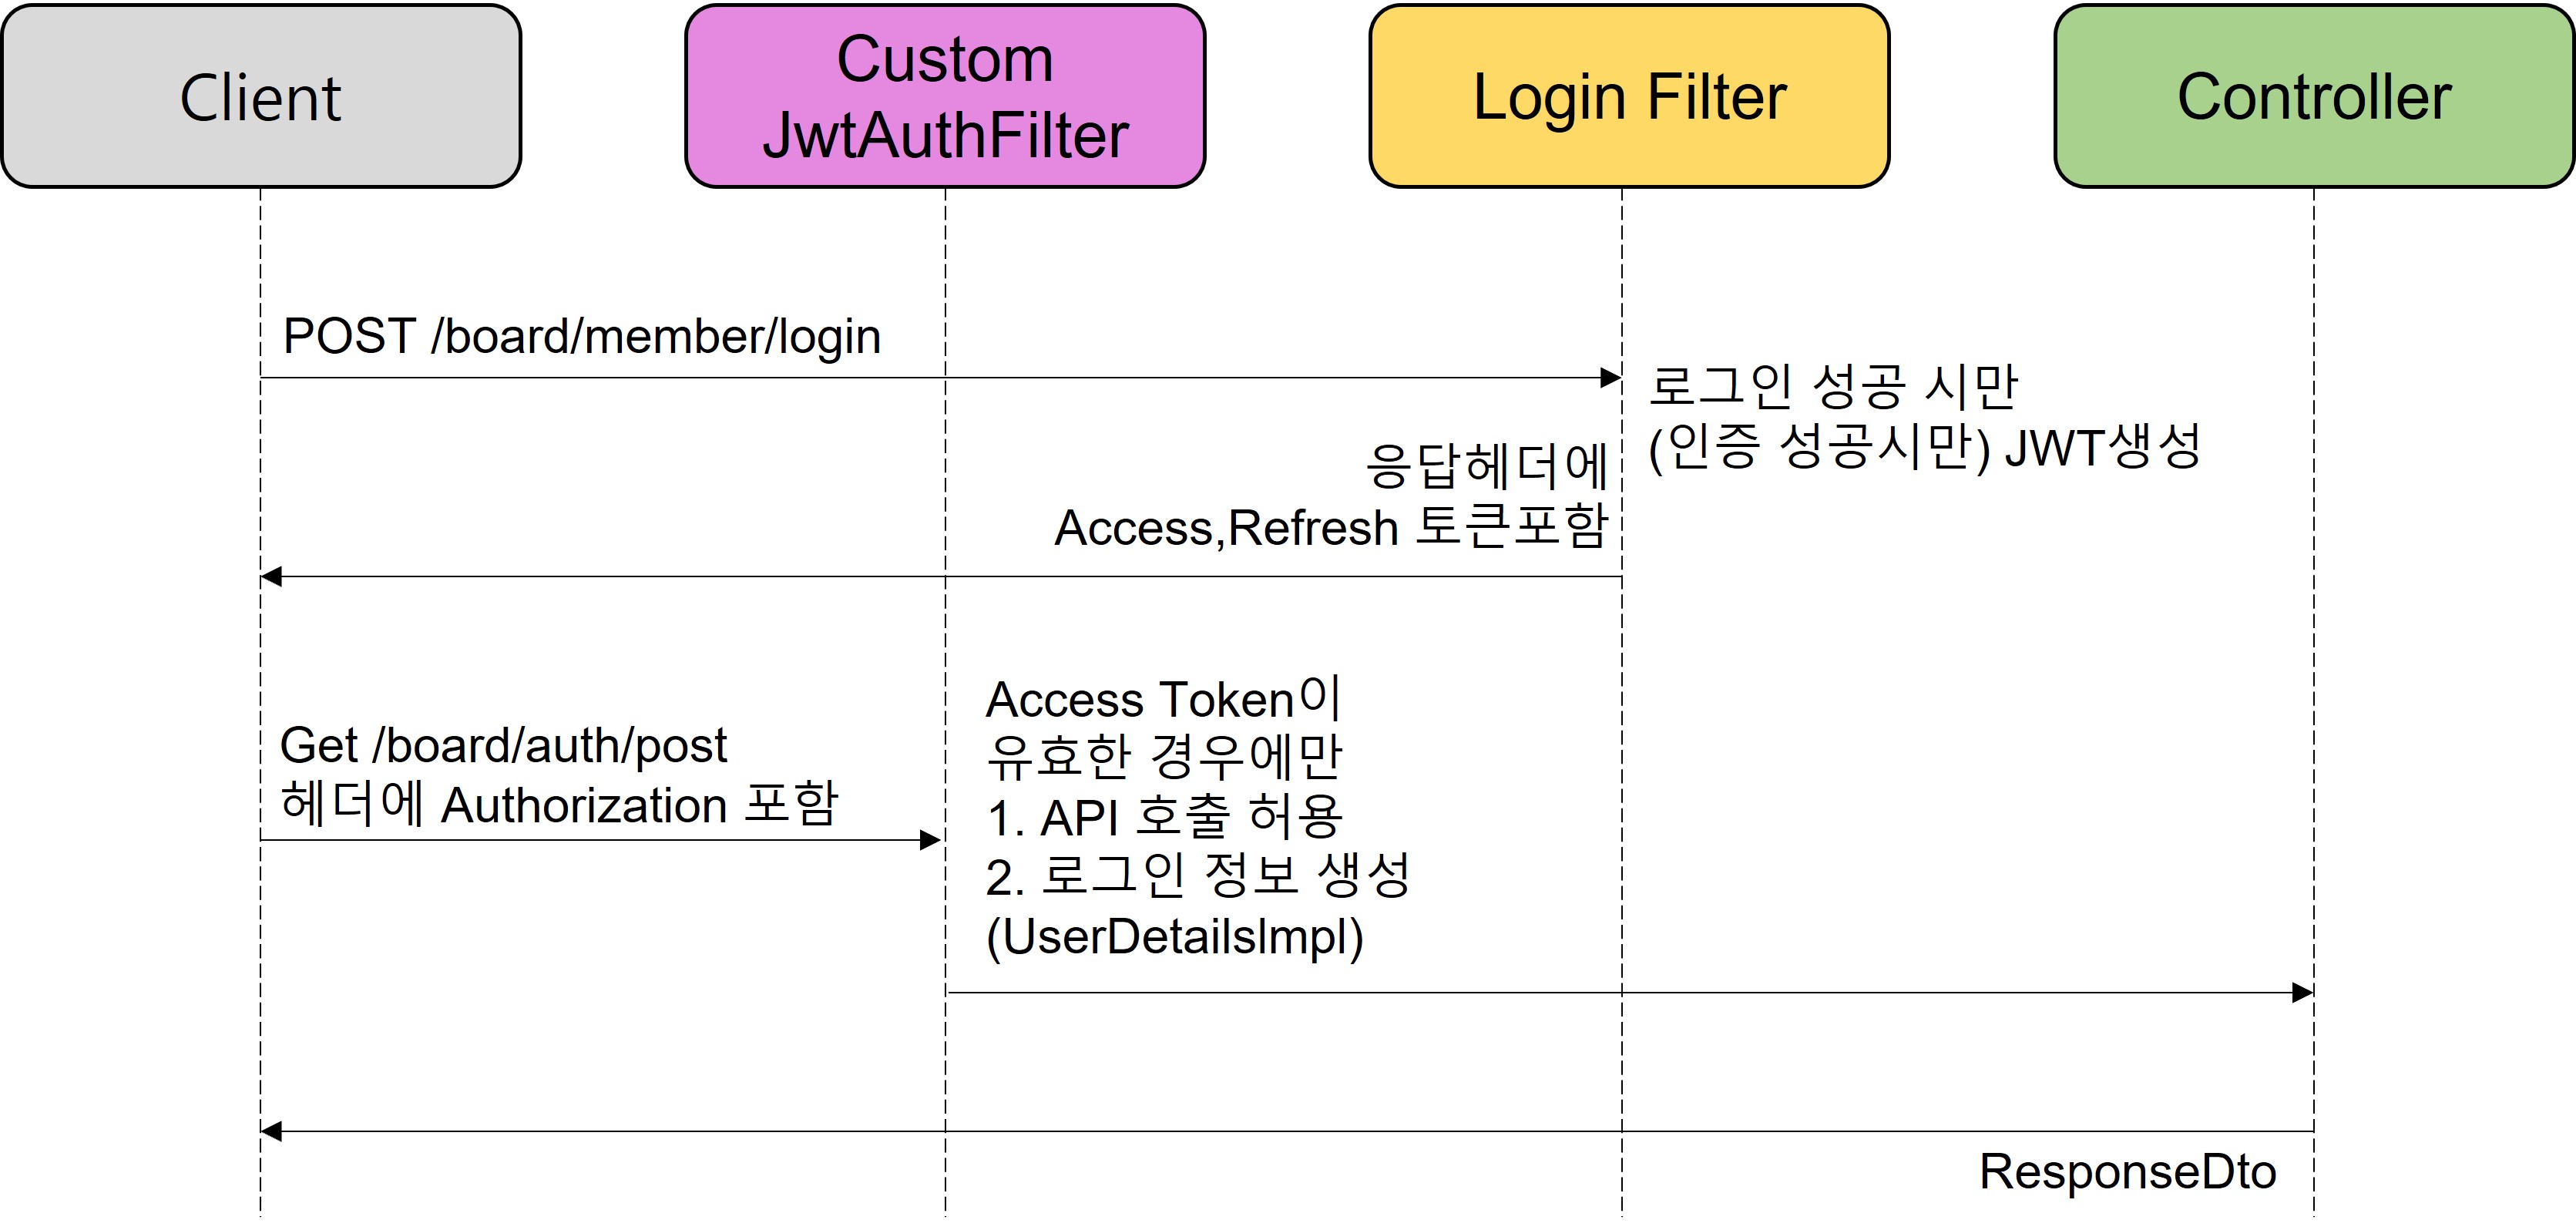 Client
Custom
JwtAuthFilter
Login Filter
Controller
POST /board/member/login
로그인 성공 시만
(인증 성공시만) JWT생성
응답헤더에
Access,Refresh 토큰포함
Get /board/auth/post
헤더에 Authorization 포함
Access Token이
유효한 경우에만
1. API 호출 허용
2. 로그인 정보 생성
(UserDetailsImpl)
ResponseDto